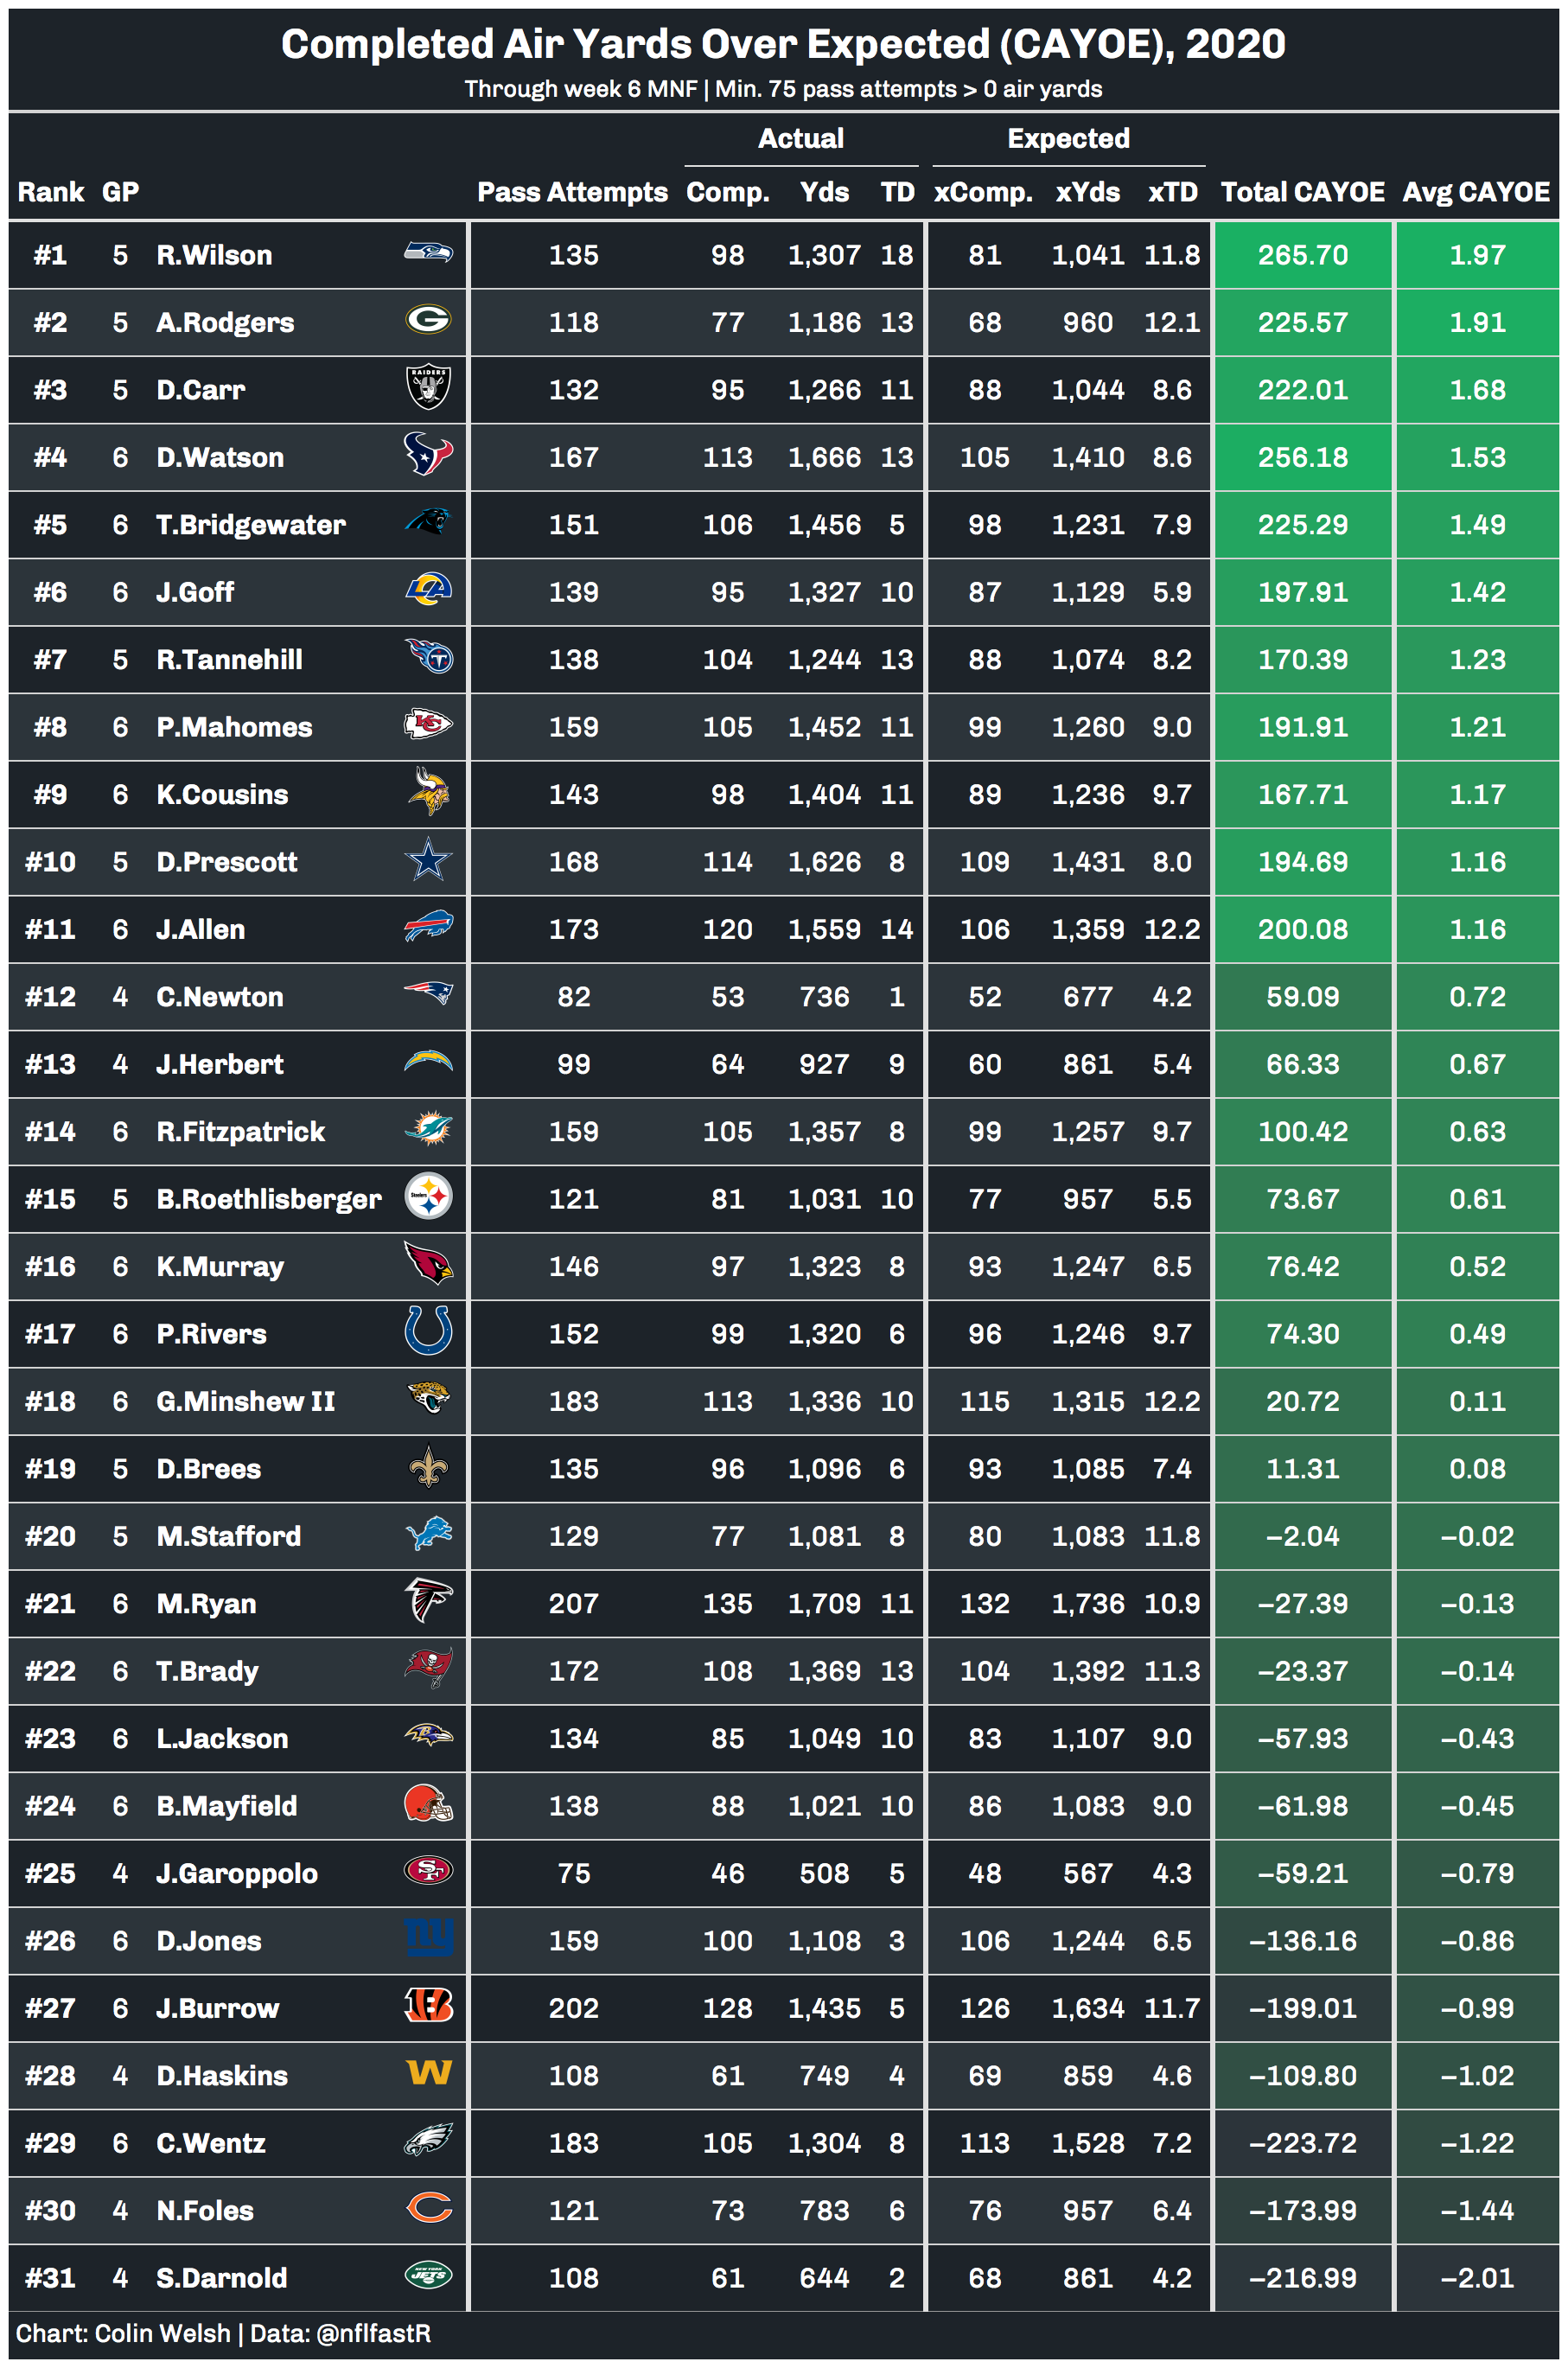 Completed Air Yards Over Expected (CAYOE), 2020
Through week 6 MNF | Min. 75 pass attempts > 0 air yards
Actual Expected
Rank GP Pass Attempts Comp. Yds TD xComp. xYds xTD Total CAYOE Avg CAYOE
#1 5 R.Wilson 135 98 1,307 18 81 1,041 11.8 265.70 1.97
#2 5 A.Rodgers G 118 77 1,186 13 68 960 12.1 225.57 1.91
#3 5 D.Carr RAIDERS 132 95 1,266 11 88 1,044 8.6 222.01 1.68
#4 6 D.Watson 167 113 1,666 13 105 1,410 8.6 256.18 1.53
#5 6 T.Bridgewater 151 106 1,456 5 98 1,231 7.9 225.29 1.49
#6 6 J.Goff LA 139 95 1,327 10 87 1,129 5.9 197.91 1.42
#7 5 R.Tannehill T 138 104 1,244 13 88 1,074 8.2 170.39 1.23
#8 6 P.Mahomes KC 159 105 1,452 11 99 1,260 9.0 191.91 1.21
#9 6 K.Cousins 143 98 1,404 11 89 1,236 9.7 167.71 1.17
#10 5 D.Prescott 168 114 1,626 8 109 1,431 8.0 194.69 1.16
#11 6 J.Allen 173 120 1,559 14 106 1,359 12.2 200.08 1.16
#12 4 C.Newton 82 53 736 1 52 677 4.2 59.09 0.72
#13 4 J.Herbert 99 64 927 9 60 861 5.4 66.33 0.67
#14 6 R.Fitzpatrick 159 105 1,357 8 99 1,257 9.7 100.42 0.63
#15 5 B.Roethlisberger Steelers 121 81 1,031 10 77 957 5.5 73.67 0.61
#16 6 K.Murray 146 97 1,323 8 93 1,247 6.5 76.42 0.52
#17 6 P.Rivers 152 99 1,320 6 96 1,246 9.7 74.30 0.49
#18 6 G.Minshew II 183 113 1,336 10 115 1,315 12.2 20.72 0.11
#19 5 D.Brees 135 96 1,096 6 93 1,085 7.4 11.31 0.08
#20 5 M.Stafford 129 77 1,081 8 80 1,083 11.8 −2.04 −0.02
#21 6 M.Ryan 207 135 1,709 11 132 1,736 10.9 −27.39 −0.13
#22 6 T.Brady 172 108 1,369 13 104 1,392 11.3 −23.37 −0.14
#23 6 L.Jackson B 134 85 1,049 10 83 1,107 9.0 −57.93 −0.43
#24 6 B.Mayfield 138 88 1,021 10 86 1,083 9.0 −61.98 −0.45
#25 4 J.Garoppolo SF 75 46 508 5 48 567 4.3 −59.21 −0.79
#26 6 D.Jones ny 159 100 1,108 3 106 1,244 6.5 −136.16 −0.86
#27 6 J.Burrow B 202 128 1,435 5 126 1,634 11.7 −199.01 −0.99
#28 4 D.Haskins W 108 61 749 4 69 859 4.6 −109.80 −1.02
#29 6 C.Wentz 183 105 1,304 8 113 1,528 7.2 −223.72 −1.22
#30 4 N.Foles C 121 73 783 6 76 957 6.4 −173.99 −1.44
#31 4 S.Darnold NEW YORK JETS 108 61 644 2 68 861 4.2 −216.99 −2.01
Chart: Colin Welsh | Data: @nflfastR